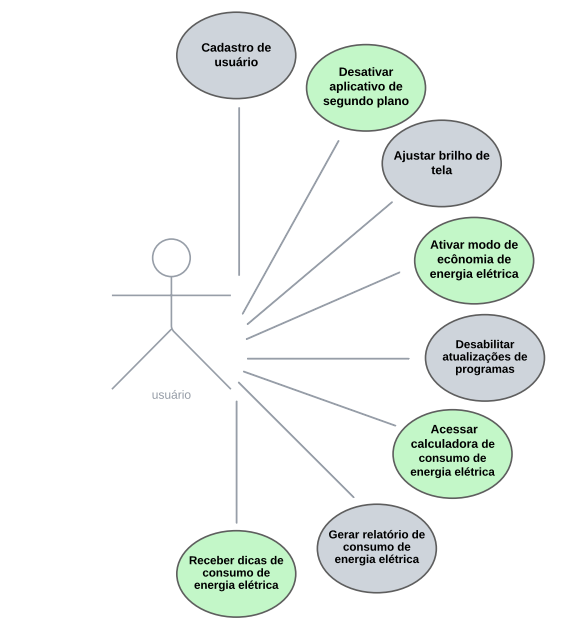 Cadastro de
usuário
Desativar
aplicativo de
segundo plano
Ajustar brilho de
tela
Ativar modo de
ecônomia de
energia elétrica
Desabilitar
atualizações de
programas
usuário
Acessar
calculadora de
consumo de
energia elétrica
Gerar relatório de
consumo de
energia elétrica
Receber dicas de
consumo de
energia elétrica